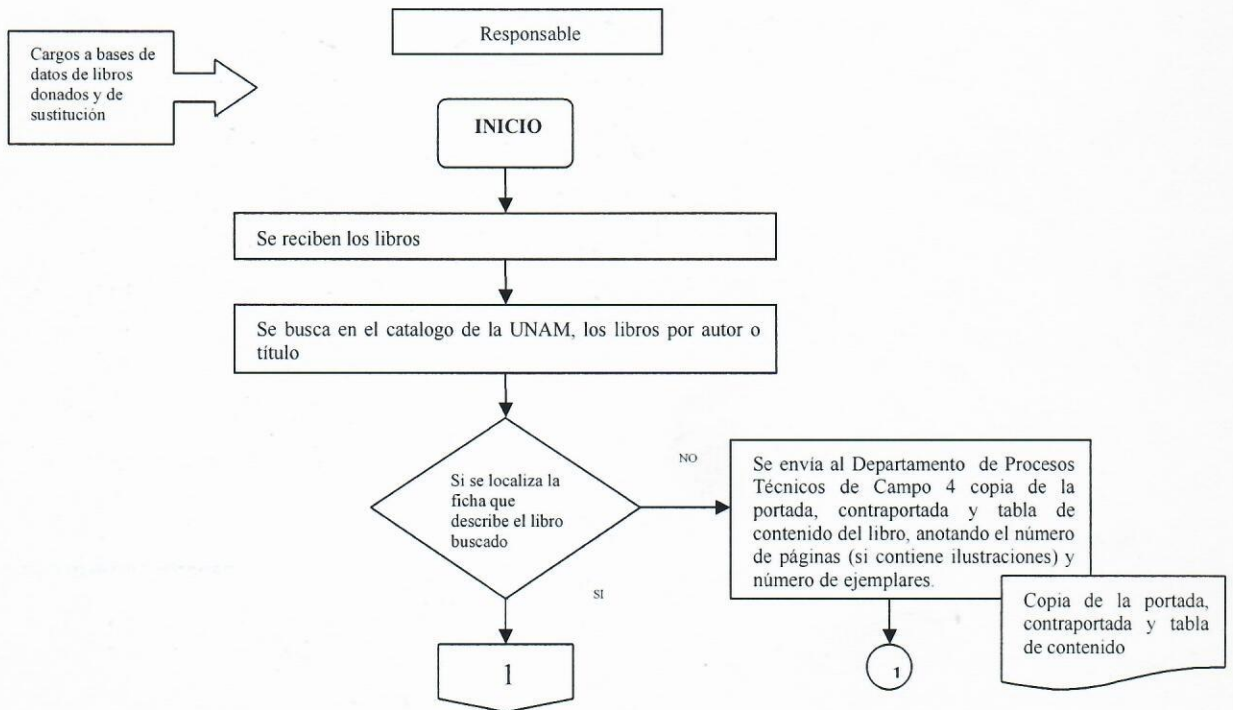 Responsable
Cargos a bases de
datos de libros
donados y de
sustitución
INICIO
Se reciben los libros
Se busca en el catalogo de la UNAM, los libros por autor o
título
Si se localiza la
ficha que
describe el libro
buscado
NO
Se envía al Departamento de Procesos
Técnicos de Campo 4 copia de la
portada, contraportada y tabla de
contenido del libro, anotando el número
de páginas (si contiene ilustraciones) y
número de ejemplares.
SI
Copia de la portada,
contraportada y tabla
de contenido
1
1